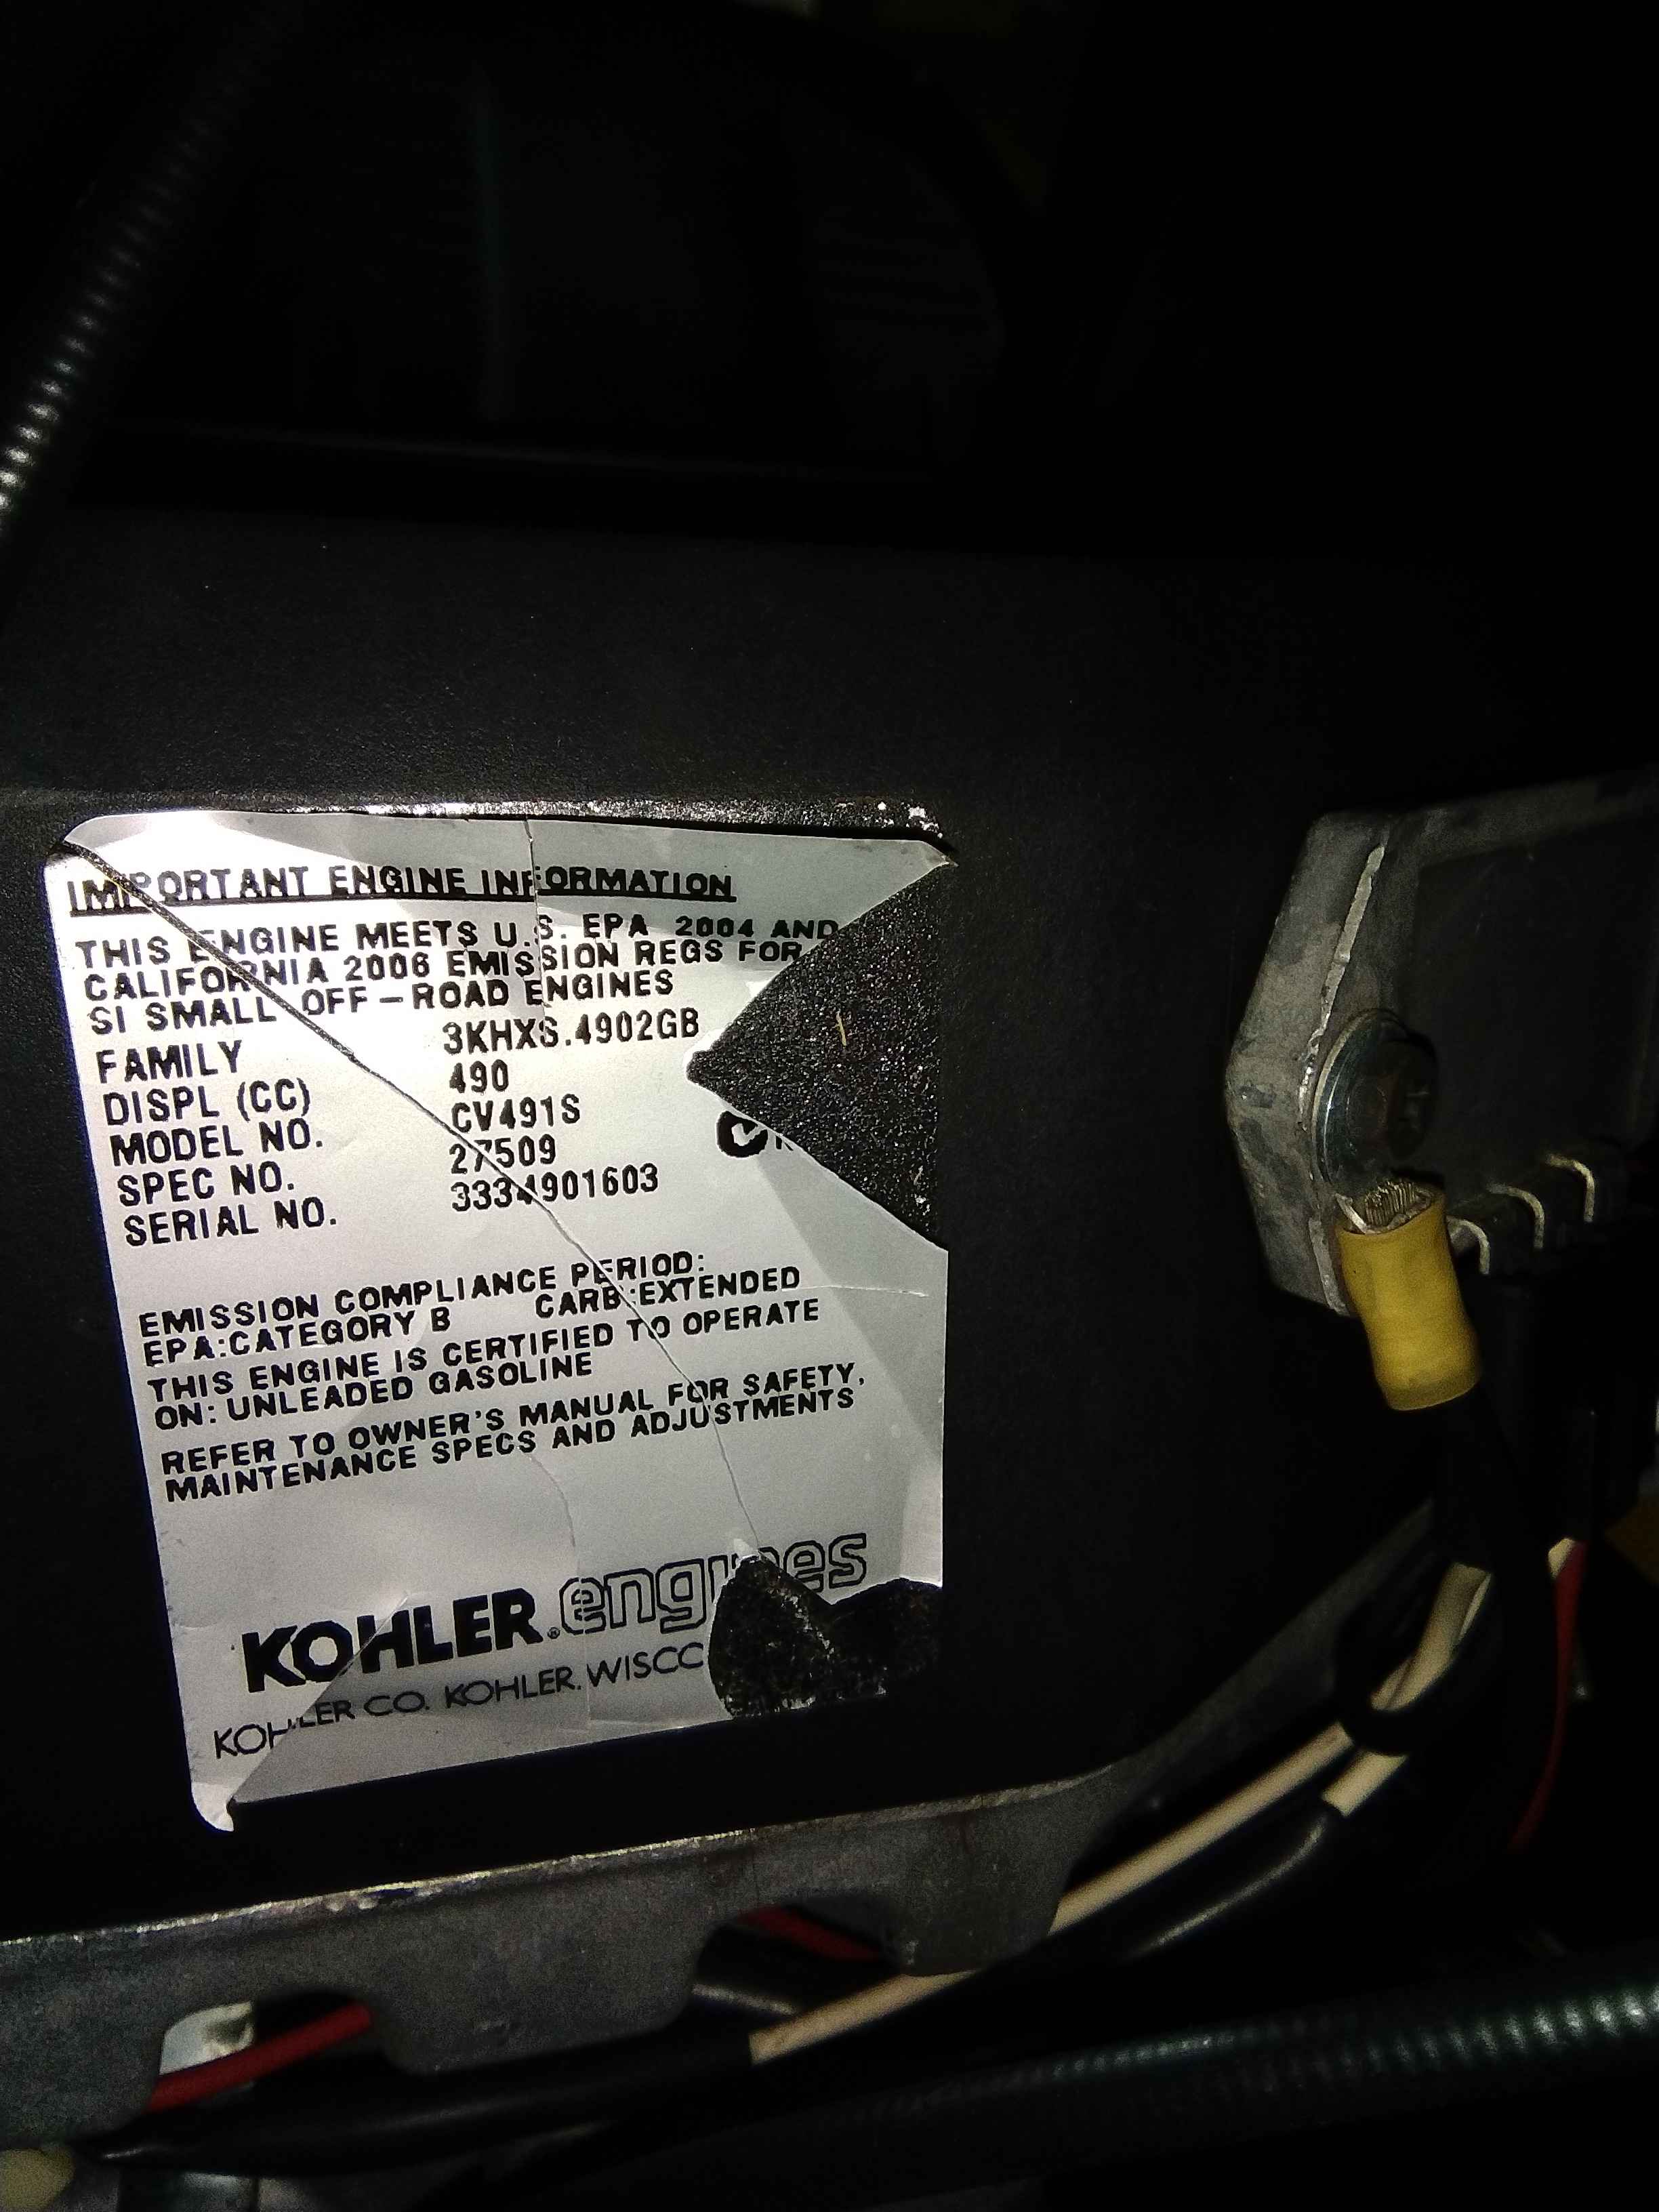 IMPORTANT ENGINE INFORMATION
THIS ENGINE MEETS U.S. EPA 2004 AND
CALIFORNIA 2006 EMISSION REGS FOR
SI SMALL OFF-ROAD ENGINES
FAMILY 3KHXS.4902GB
DISPL (CC) 490
MODEL NO. CV491S
SPEC NO. 27509
SERIAL NO. 3334901603
EMISSION COMPLIANCE PERIOD:
EPA:CATEGORY B CARB:EXTENDED
THIS ENGINE IS CERTIFIED TO OPERATE
ON: UNLEADED GASOLINE
REFER TO OWNER'S MANUAL FOR SAFETY,
MAINTENANCE SPECS AND ADJUSTMENTS
KOHLER® engines
KOHLER CO. KOHLER. WISCO